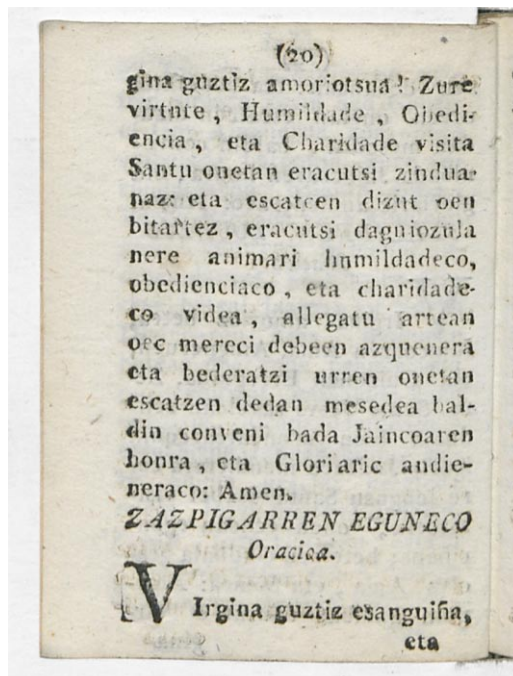 (20)
gina guztiz amoriotsua! Zure
virtute, Humildade, Obedi-
encia, eta Charidade visita
Santu onetan eracutsi zindua-
naz: eta escatcen dizut oen
bitartez, eracutsi dagniozula
nere animari humildadeco,
obedienciaco, eta charidade-
co videa, allegatu artean
oec mereci debeen azquenera
eta bederatzi urren onetan
escatzen dedan mesedea bal-
din conveni bada Jaincoaren
honra, eta Gloriaric andie-
neraco: Amen.
ZAZPIGARREN EGUNECO
Oracioa.
VIrgina guztiz esanguiña,
eta